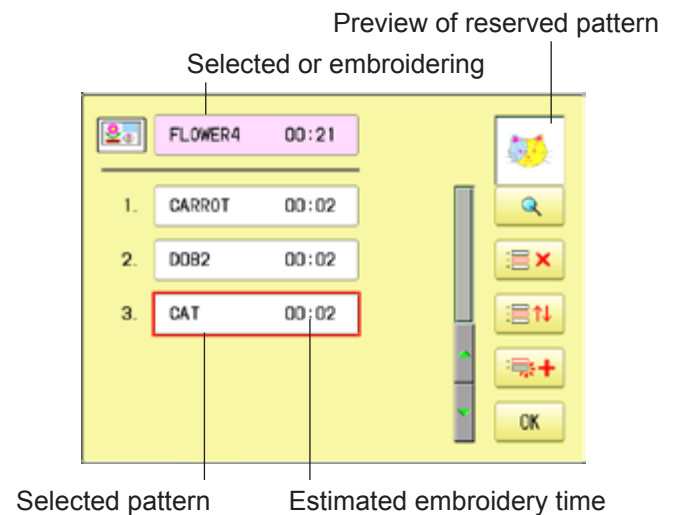 Preview of reserved pattern
Selected or embroidering
FLOWER4 00:21
1. CARROT 00:02
2. DOB2 00:02
3. CAT 00:02
OK
Selected pattern Estimated embroidery time